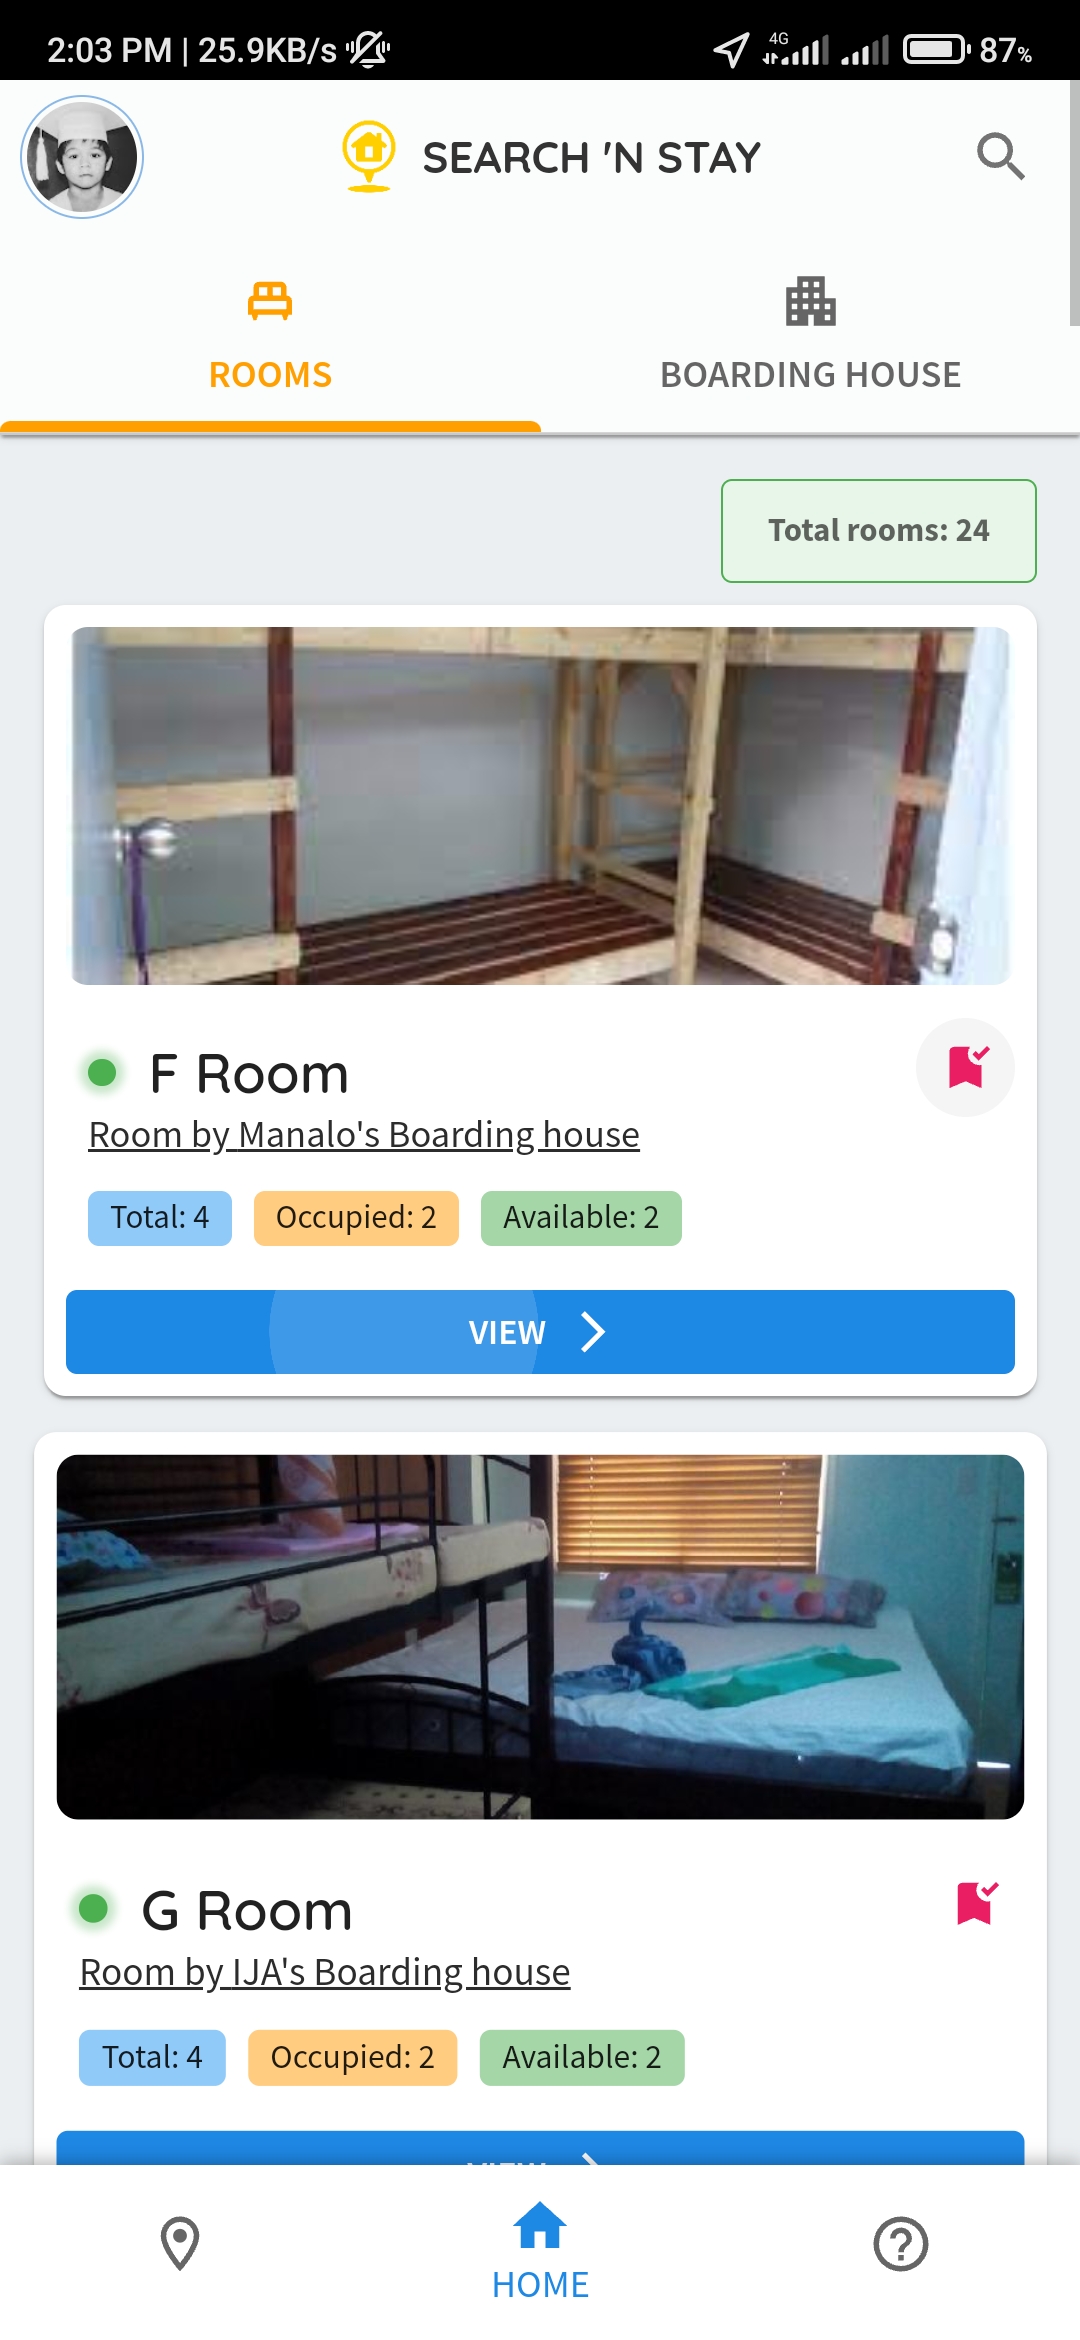 2:03 PM | 25.9KB/s 4G 87%
SEARCH 'N STAY
ROOMS BOARDING HOUSE
Total rooms: 24
F Room
Room by Manalo's Boarding house
Total: 4 Occupied: 2 Available: 2
VIEW
G Room
Room by IJA's Boarding house
Total: 4 Occupied: 2 Available: 2
VIEW
HOME